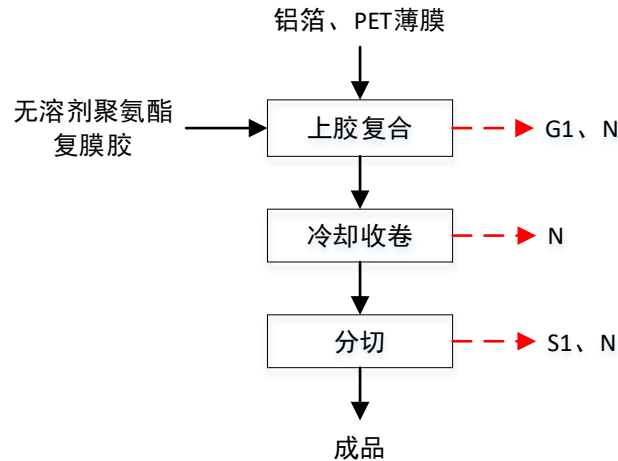 铝箔、PET薄膜
无溶剂聚氨酯
复膜胶
上胶复合
G1、N
冷却收卷
N
分切
S1、N
成品